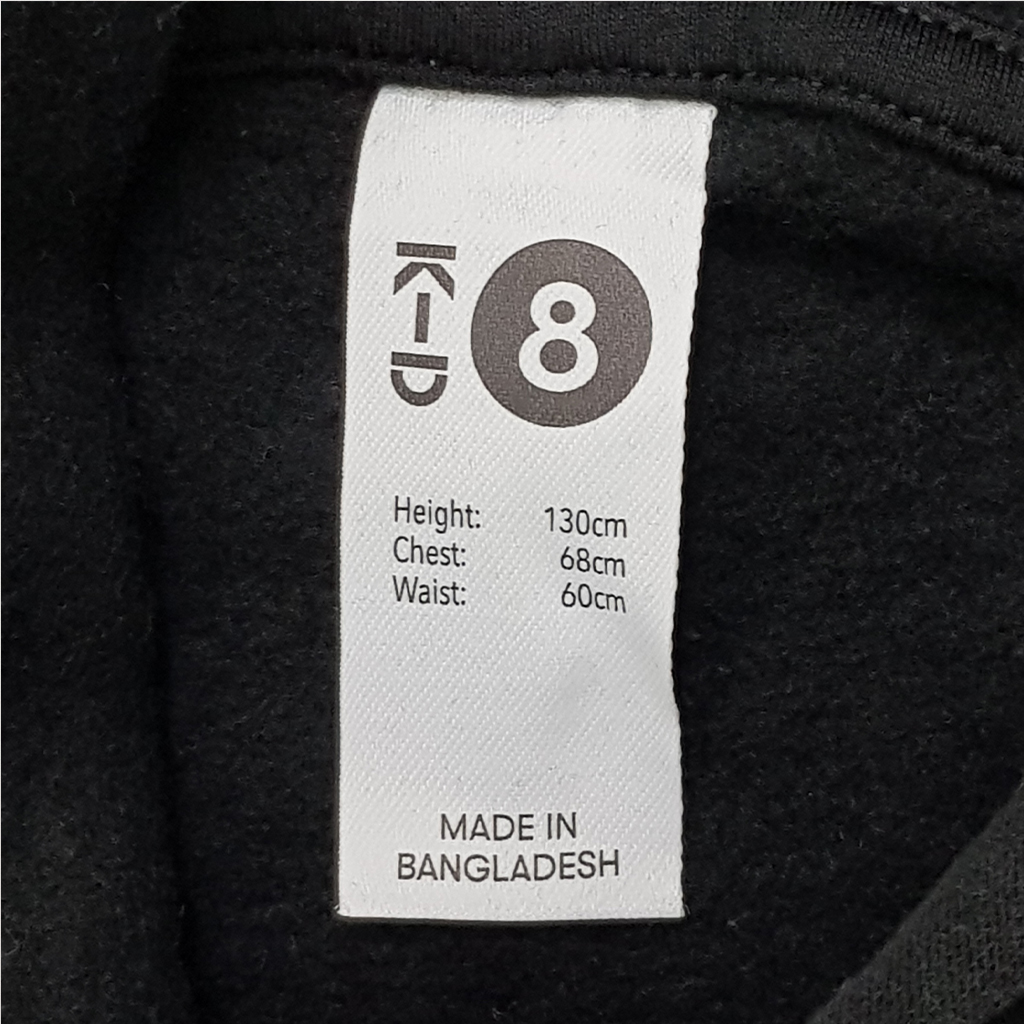 KID
8
Height: 130cm
Chest: 68cm
Waist: 60cm
MADE IN
BANGLADESH